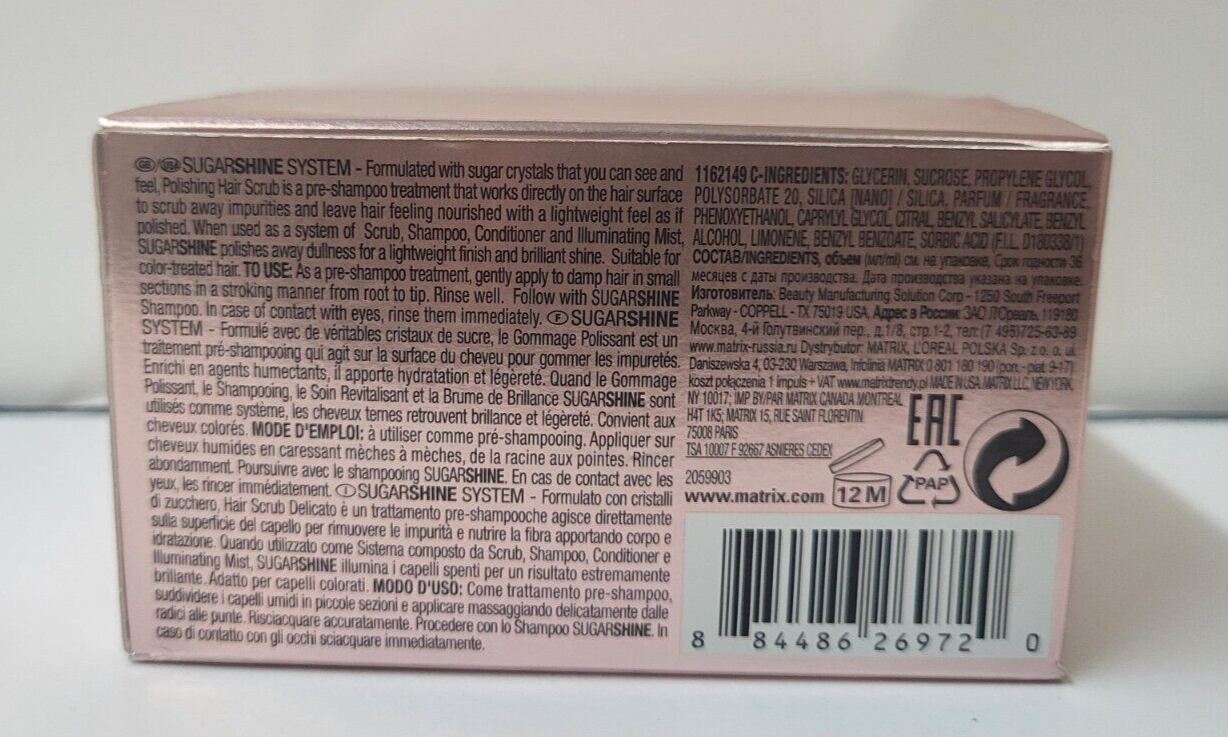 GB/USA SUGARSHINE SYSTEM - Formulated with sugar crystals that you can see and
feel, Polishing Hair Scrub is a pre-shampoo treatment that works directly on the hair surface
to scrub away impurities and leave hair feeling nourished with a lightweight feel as if
polished. When used as a system of Scrub, Shampoo, Conditioner and Illuminating Mist,
SUGARSHINE polishes away dullness for a lightweight finish and brilliant shine. Suitable for
color-treated hair. TO USE: As a pre-shampoo treatment, gently apply to damp hair in small
sections in a stroking manner from root to tip. Rinse well. Follow with SUGARSHINE
Shampoo. In case of contact with eyes, rinse them immediately. F SUGARSHINE
SYSTEM - Formulé avec de véritables cristaux de sucre, le Gommage Polissant est un
traitement pré-shampooing qui agit sur la surface du cheveu pour gommer les impuretés.
Enrichi en agents humectants, il apporte hydratation et légèreté. Quand le Gommage
Polissant, le Shampooing, le Soin Revitalisant et la Brume de Brillance SUGARSHINE sont
utilisés comme système, les cheveux ternes retrouvent brillance et légèreté. Convient aux
cheveux colorés. MODE D'EMPLOI: à utiliser comme pré-shampooing. Appliquer sur
cheveux humides en caressant mèches à mèches, de la racine aux pointes. Rincer
abondamment. Poursuivre avec le shampooing SUGARSHINE. En cas de contact avec les
yeux, les rincer immédiatement. I SUGARSHINE SYSTEM - Formulato con cristalli
di zucchero, Hair Scrub Delicato è un trattamento pre-shampooche agisce direttamente
sulla superficie del capello per rimuovere le impurità e nutrire la fibra apportando corpo e
idratazione. Quando utilizzato come Sistema composto da Scrub, Shampoo, Conditioner e
Illuminating Mist, SUGARSHINE illumina i capelli spenti per un risultato estremamente
brillante. Adatto per capelli colorati. MODO D'USO: Come trattamento pre-shampoo,
suddividere i capelli umidi in piccole sezioni e applicare massaggiando delicatamente dalle
radici alle punte. Risciacquare accuratamente. Procedere con lo Shampoo SUGARSHINE. In
caso di contatto con gli occhi sciacquare immediatamente.
1162149 C-INGREDIENTS: GLYCERIN, SUCROSE, PROPYLENE GLYCOL,
POLYSORBATE 20, SILICA [NANO] / SILICA, PARFUM / FRAGRANCE,
PHENOXYETHANOL, CAPRYLYL GLYCOL, CITRAL, BENZYL SALICYLATE, BENZYL
ALCOHOL, LIMONENE, BENZYL BENZOATE, SORBIC ACID (F.I.L. D180338/1)
СОСТАВ/INGREDIENTS, объем (мл/ml) см. на упаковке. Срок годности 36
месяцев с даты производства. Дата производства указана на упаковке.
Изготовитель: Beauty Manufacturing Solution Corp - 1250 South Freeport
Parkway - COPPELL - TX 75019 USA, Адрес в России: ЗАО Л'Ореаль, 119180
Москва, 4-й Голутвинский пер., д.1/8, стр.1-2, тел: (7 495)725-63-89
www.matrix-russia.ru Dystrybutor: MATRIX, L'OREAL POLSKA Sp. z o. o. ul.
Daniszewska 4, 03-230 Warszawa, Infolinia MATRIX 0 801 180 190 (pon. - piąt. 9-17)
koszt połączenia 1 impuls + VAT www.matrixtrendy.pl MADE IN USA. MATRIX LLC, NEW YORK,
NY 10017; IMP BY/PAR MATRIX CANADA MONTREAL
H4T 1K5; MATRIX 15, RUE SAINT FLORENTIN
75008 PARIS
TSA 10007 F 92667 ASNIERES CEDEX
EAC
2059903
www.matrix.com
12 M
PAP
8 84486 26972 0